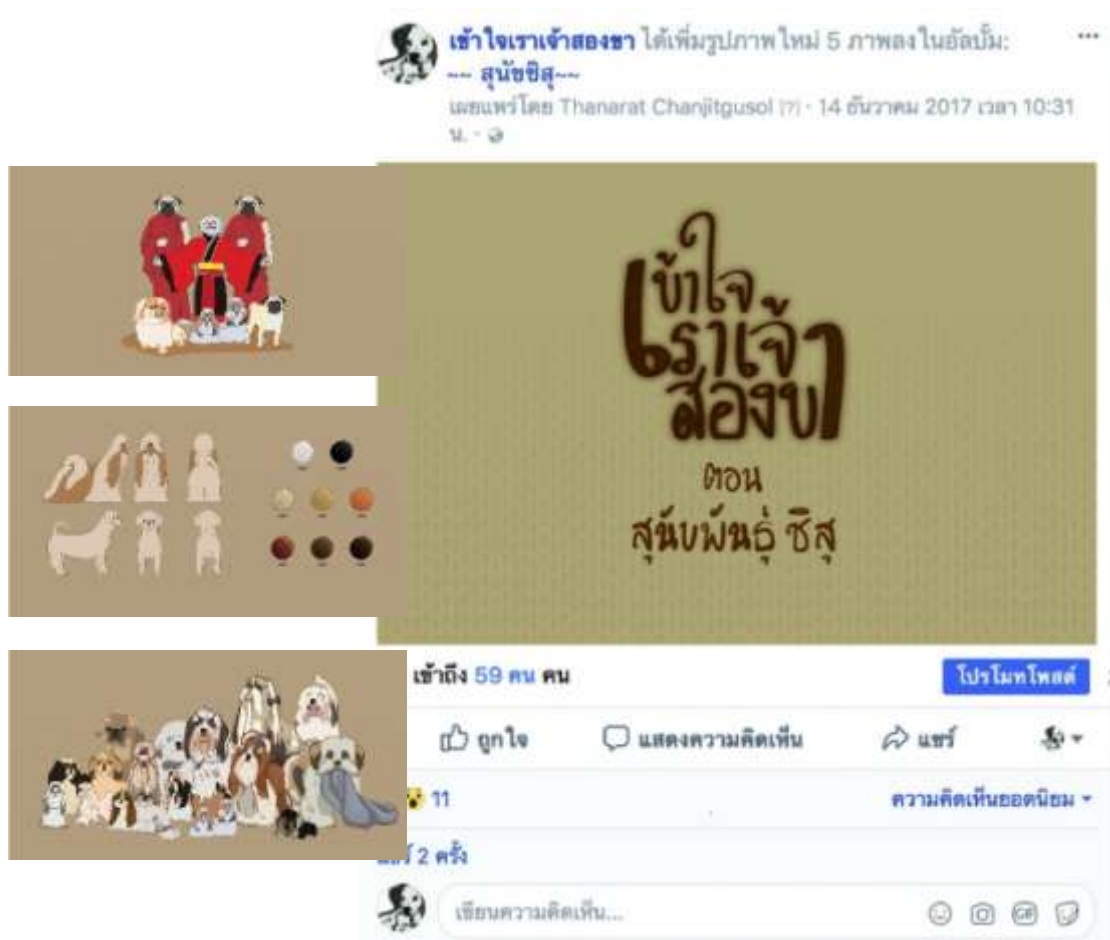 เข้าใจเราเจ้าสองขา ได้เพิ่มรูปภาพใหม่ 5 ภาพลงในอัลบั้ม:
~~ สุนัขชิสุ~~
เผยแพร่โดย Thanarat Chanjitgusol [?] · 14 ธันวาคม 2017 เวลา 10:31
น. ·
เข้าใจ
เราเจ้า
สองขา
ตอน
สุนัขพันธุ์ ชิสุ
เข้าถึง 59 คน คน
โปรโมทโพสต์
ถูกใจ
แสดงความคิดเห็น
แชร์
11
ความคิดเห็นยอดนิยม
แชร์ 2 ครั้ง
เขียนความคิดเห็น...
GIF